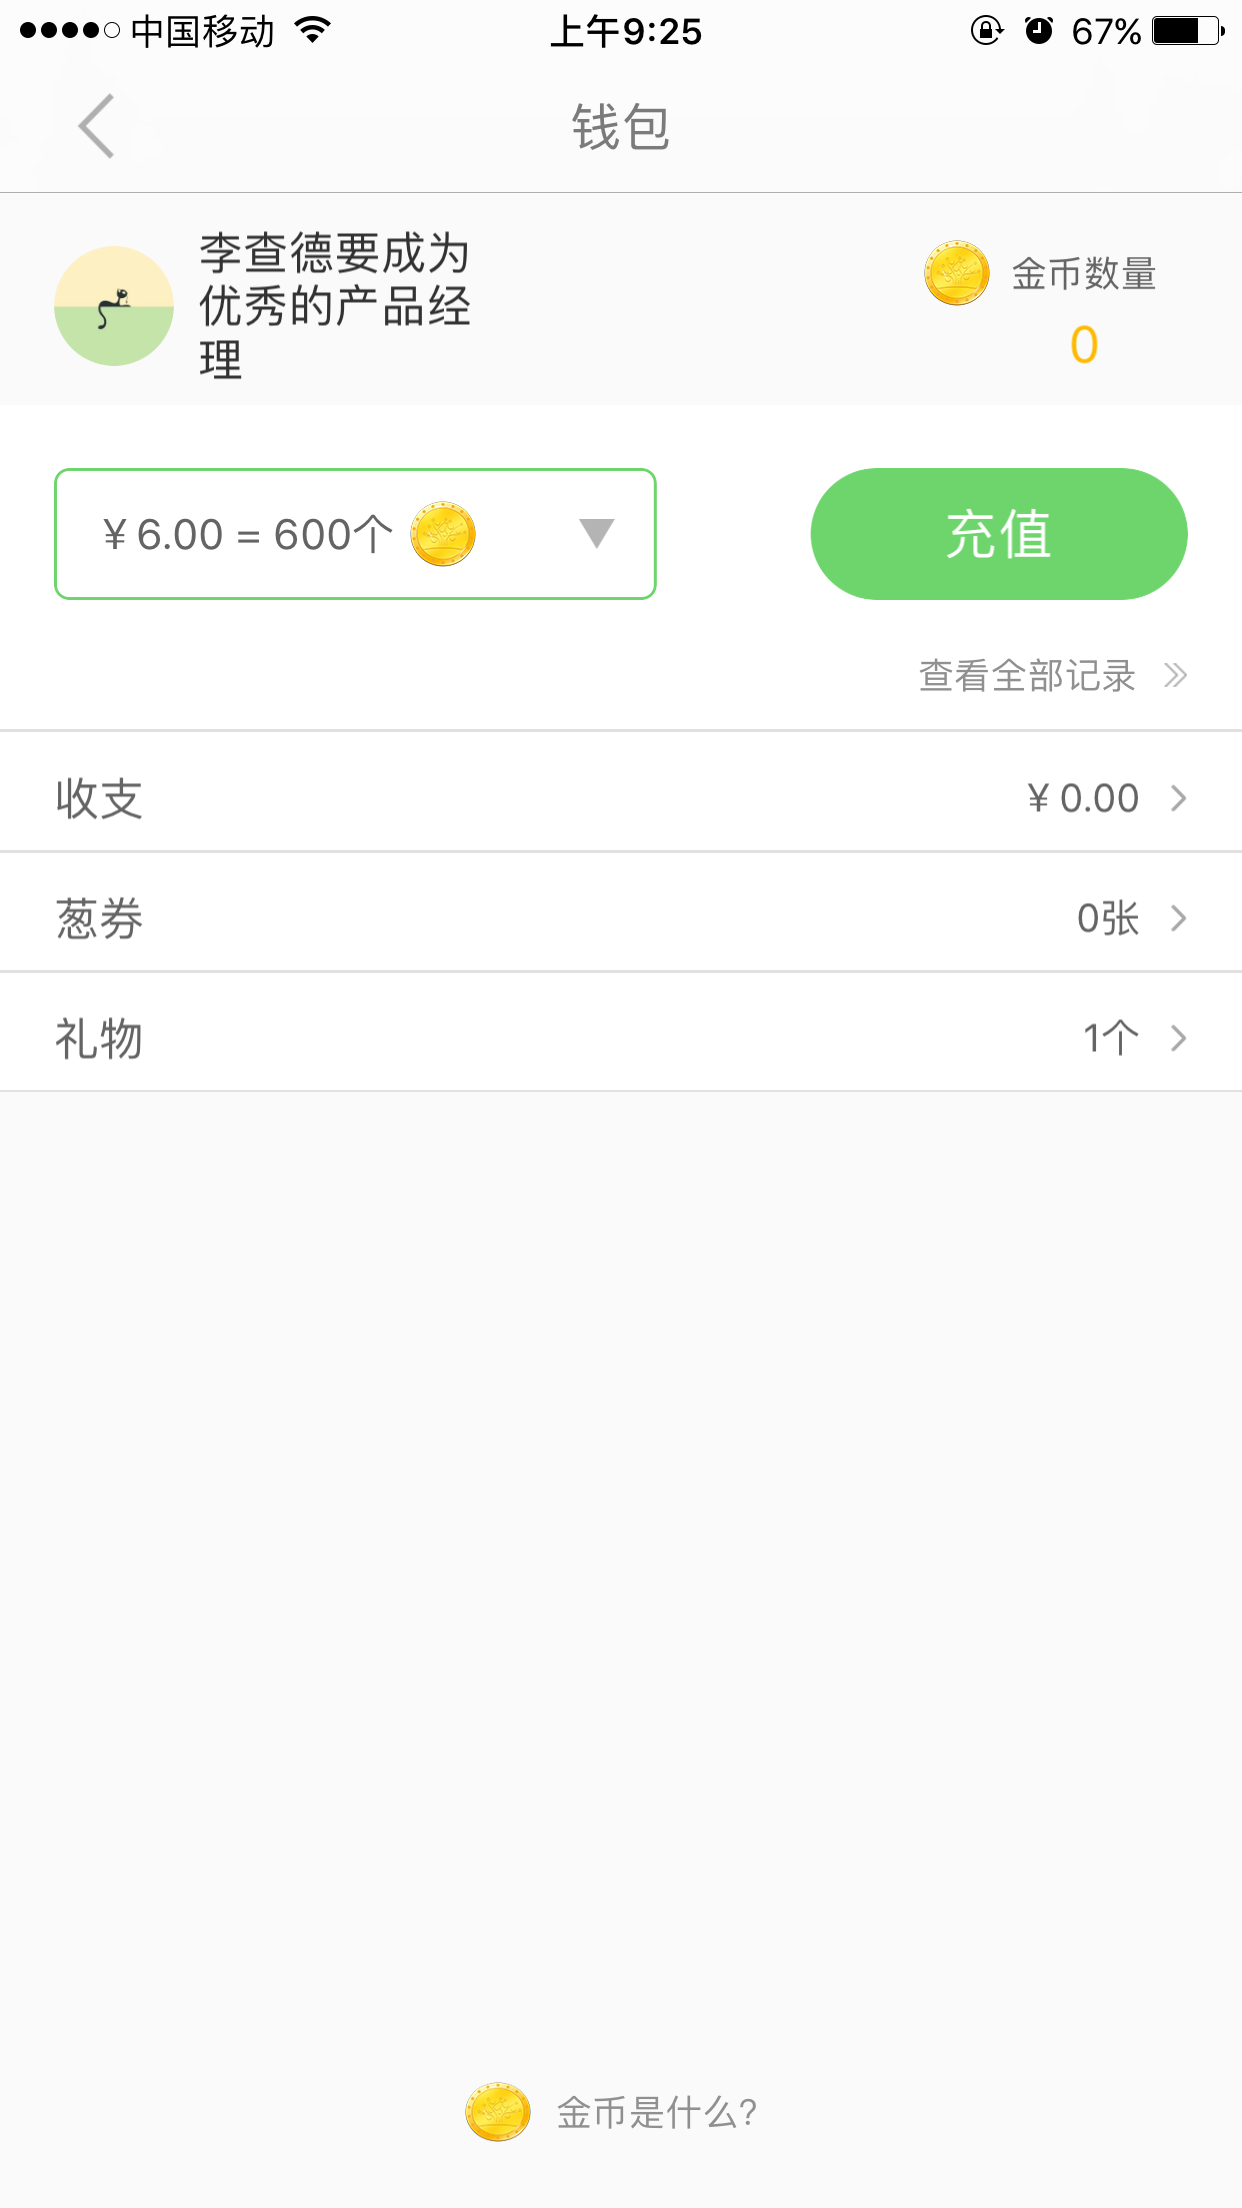 中国移动
上午9:25
67%
钱包
李查德要成为
优秀的产品经
理
金币数量
0
¥ 6.00 = 600个
充值
查看全部记录
收支
¥ 0.00
葱券
0张
礼物
1个
金币是什么?